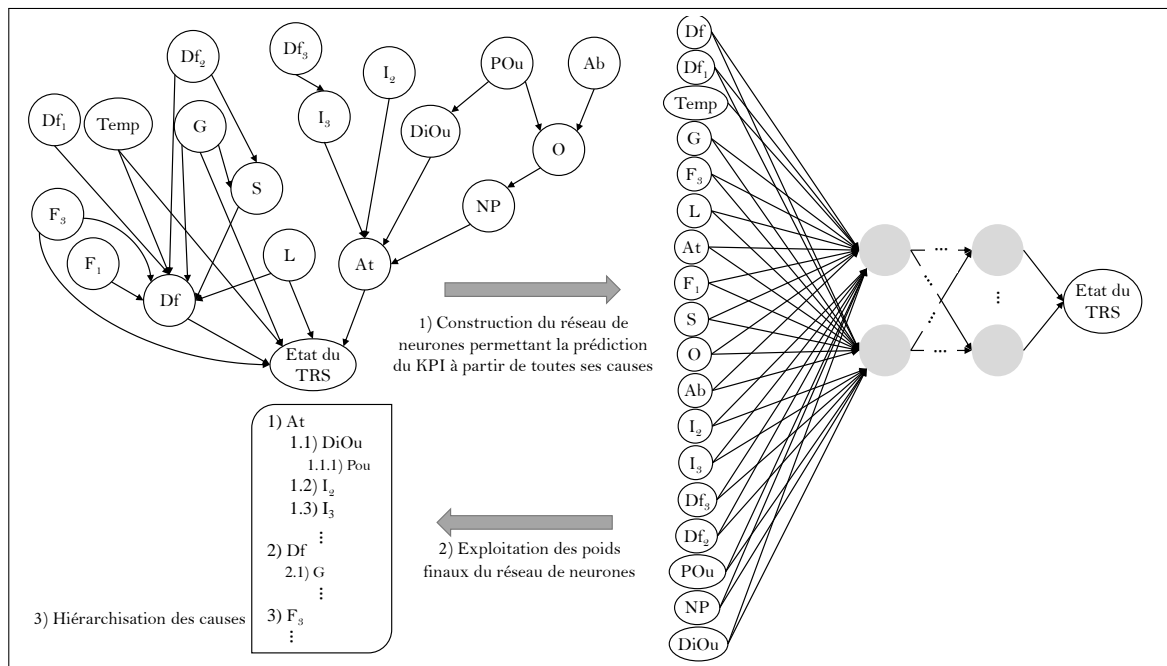 Df₂
Df₃
I₂
POu
Ab
Df₁
Temp
G
I₃
DiOu
O
S
NP
F₃
F₁
L
At
Df
Etat du
TRS
1) Construction du réseau de
neurones permettant la prédiction
du KPI à partir de toutes ses causes
Df
Df₁
Temp
G
F₃
L
At
F₁
S
O
Ab
I₂
I₃
Df₃
Df₂
POu
NP
DiOu
...
...
...
...
...
Etat du
TRS
2) Exploitation des poids
finaux du réseau de neurones
3) Hiérarchisation des causes
1) At
1.1) DiOu
1.1.1) Pou
1.2) I₂
1.3) I₃
⋮
2) Df
2.1) G
⋮
3) F₃
⋮